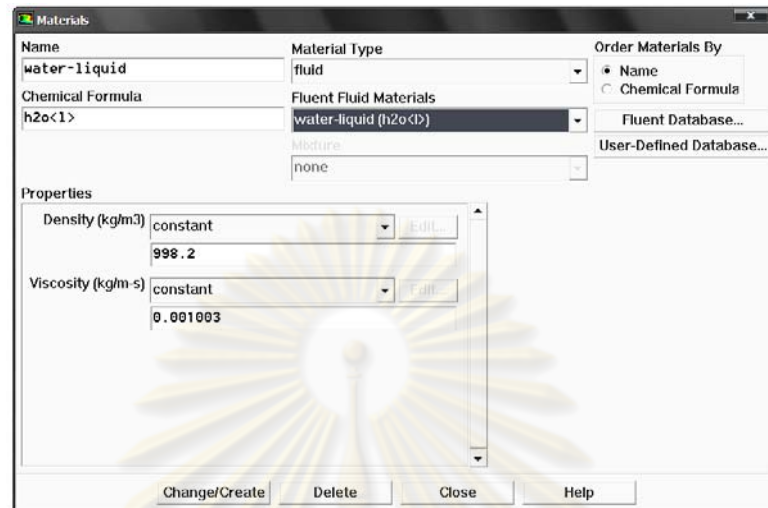 Materials
Name
water-liquid
Chemical Formula
h2o<l>
Material Type
fluid
Fluent Fluid Materials
water-liquid (h2o<l>)
Mixture
none
Order Materials By
Name
Chemical Formula
Fluent Database...
User-Defined Database...
Properties
Density (kg/m3) constant Edit...
998.2
Viscosity (kg/m-s) constant Edit...
0.001003
Change/Create Delete Close Help